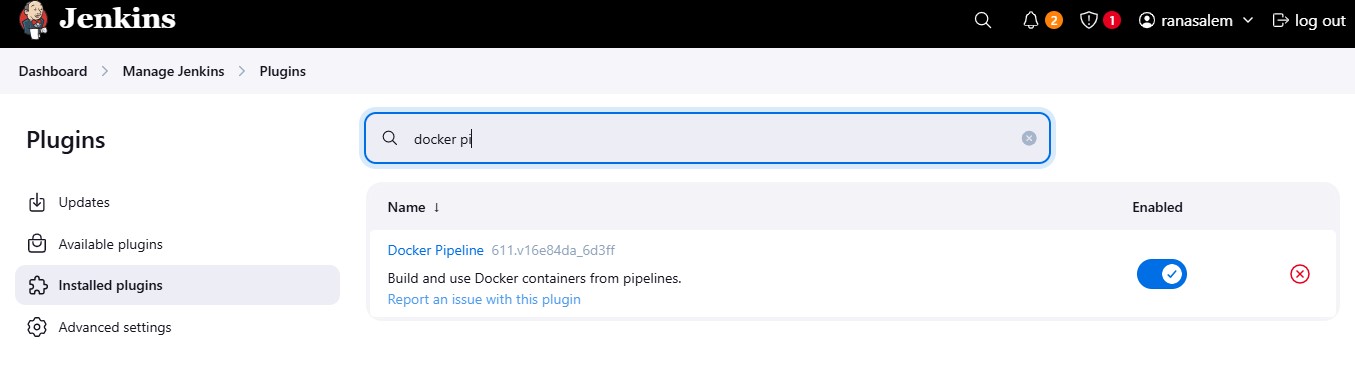 Jenkins
2 1 ranasalem log out
Dashboard Manage Jenkins Plugins
Plugins
docker pi
Updates
Available plugins
Installed plugins
Advanced settings
Name ↓ Enabled
Docker Pipeline 611.v16e84da_6d3ff
Build and use Docker containers from pipelines.
Report an issue with this plugin